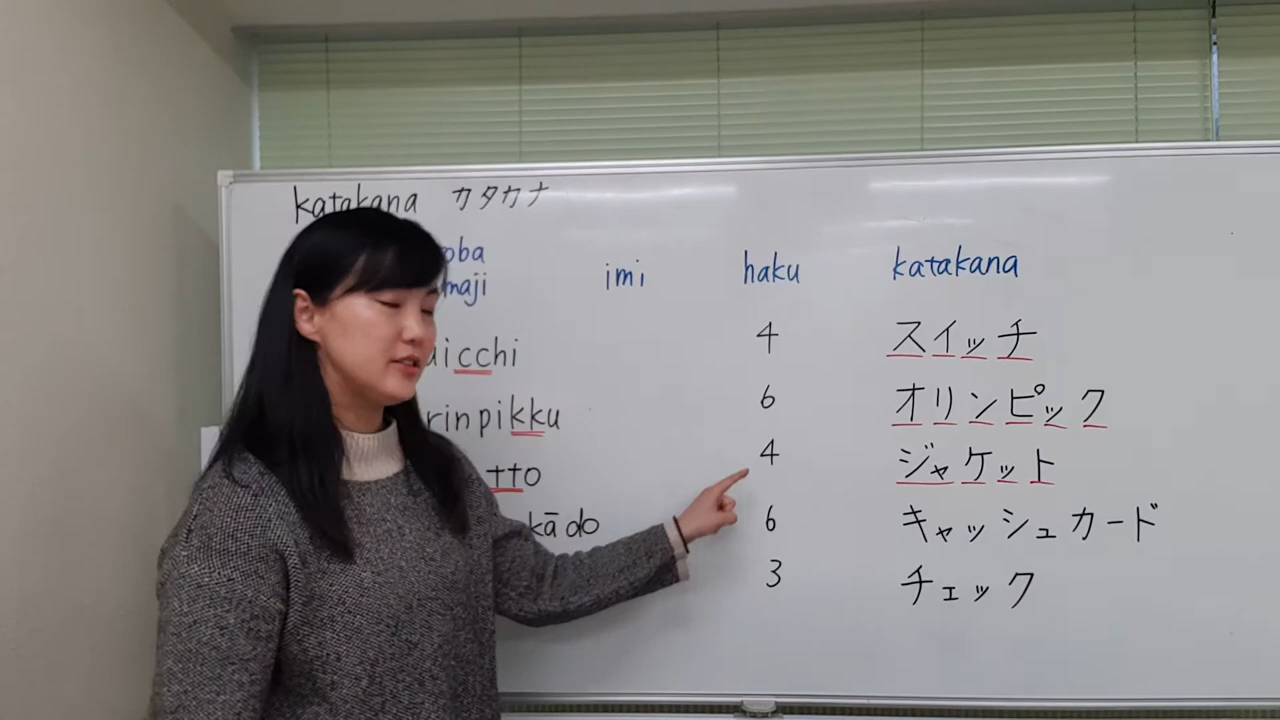 katakana カタカナ
oba
maji imi haku katakana
icchi 4 スイッチ
rinpikku 6 オリンピック
tto 4 ジャケット
kādo 6 キャッシュカード
3 チェック